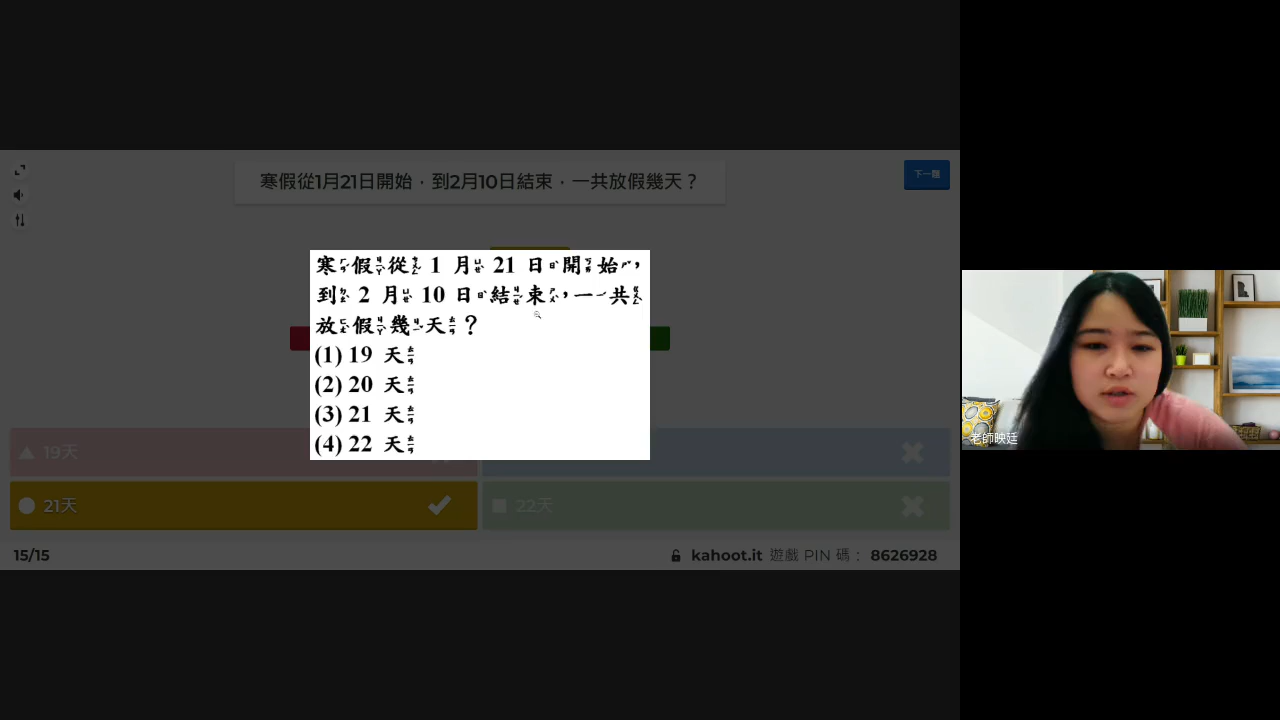 寒假從1月21日開始，到2月10日結束，一共放假幾天？
下一題
寒假從 1 月 21 日開始，
到 2 月 10 日結束，一共
放假幾天？
(1) 19 天
(2) 20 天
(3) 21 天
(4) 22 天
19天
21天
22天
15/15
kahoot.it 遊戲 PIN 碼： 8626928
老師映廷